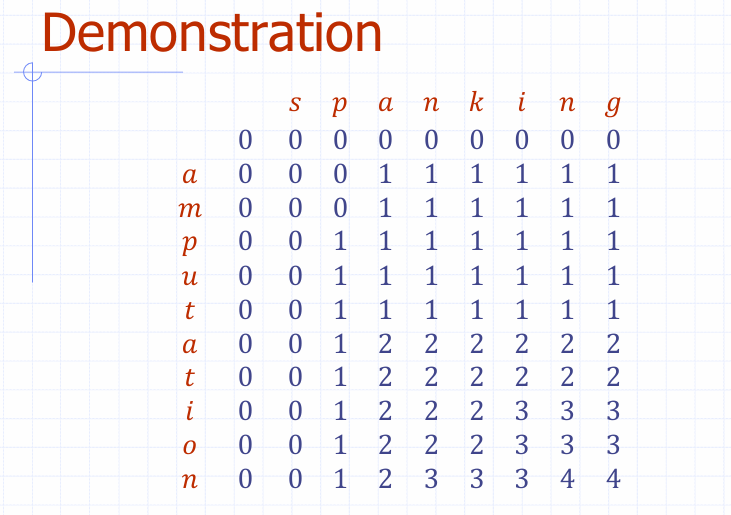 Demonstration
s p a n k i n g
0 0 0 0 0 0 0 0 0
a 0 0 0 1 1 1 1 1 1
m 0 0 0 1 1 1 1 1 1
p 0 0 1 1 1 1 1 1 1
u 0 0 1 1 1 1 1 1 1
t 0 0 1 1 1 1 1 1 1
a 0 0 1 2 2 2 2 2 2
t 0 0 1 2 2 2 2 2 2
i 0 0 1 2 2 2 3 3 3
o 0 0 1 2 2 2 3 3 3
n 0 0 1 2 3 3 3 4 4